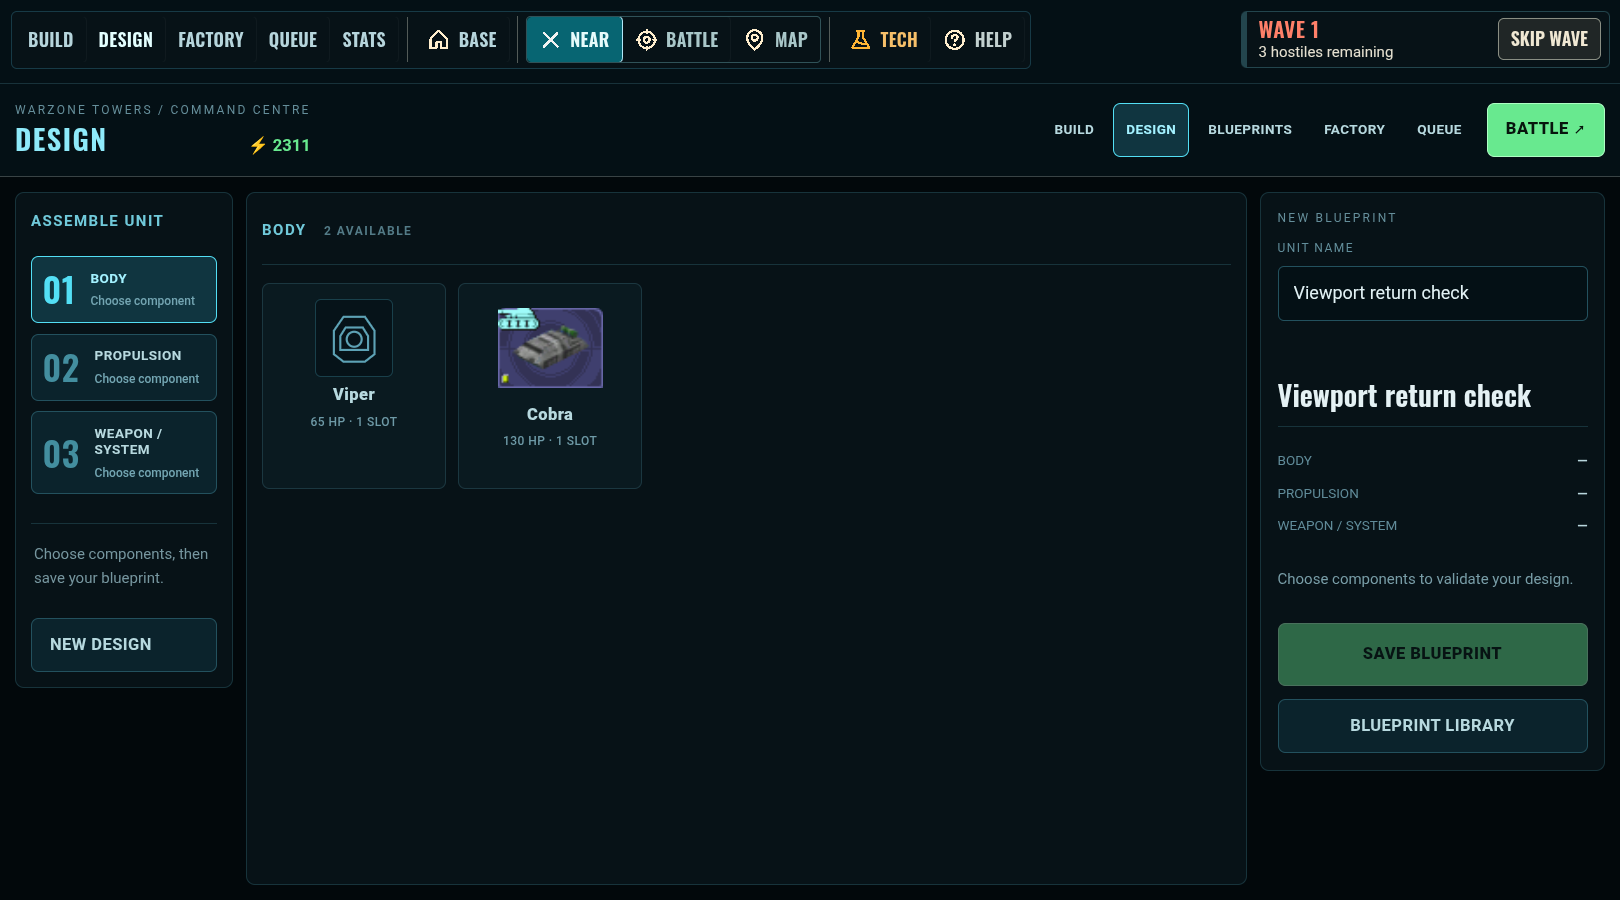 BUILD DESIGN FACTORY QUEUE STATS BASE NEAR BATTLE MAP TECH HELP
WAVE 1
3 hostiles remaining
SKIP WAVE
WARZONE TOWERS / COMMAND CENTRE
DESIGN
⚡ 2311
BUILD DESIGN BLUEPRINTS FACTORY QUEUE BATTLE ↗
ASSEMBLE UNIT
01 BODY
Choose component
02 PROPULSION
Choose component
03 WEAPON /
SYSTEM
Choose component
Choose components, then
save your blueprint.
NEW DESIGN
BODY 2 AVAILABLE
Viper
65 HP · 1 SLOT
Cobra
130 HP · 1 SLOT
NEW BLUEPRINT
UNIT NAME
Viewport return check
Viewport return check
BODY –
PROPULSION –
WEAPON / SYSTEM –
Choose components to validate your design.
SAVE BLUEPRINT
BLUEPRINT LIBRARY